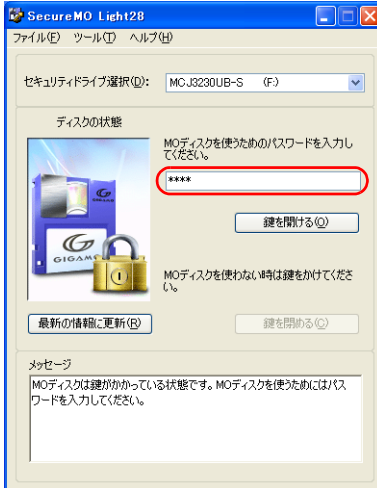 SecureMO Light28
ファイル(F) ツール(T) ヘルプ(H)
セキュリティドライブ選択(D): MCJ3230UB-S (F:)
ディスクの状態
MOディスクを使うためのパスワードを入力し
てください。
****
GIGAMO
鍵を開ける(O)
MOディスクを使わない時は鍵をかけてくださ
い。
最新の情報に更新(R)
鍵を閉める(C)
メッセージ
MOディスクは鍵がかかっている状態です。MOディスクを使うためにはパス
ワードを入力してください。